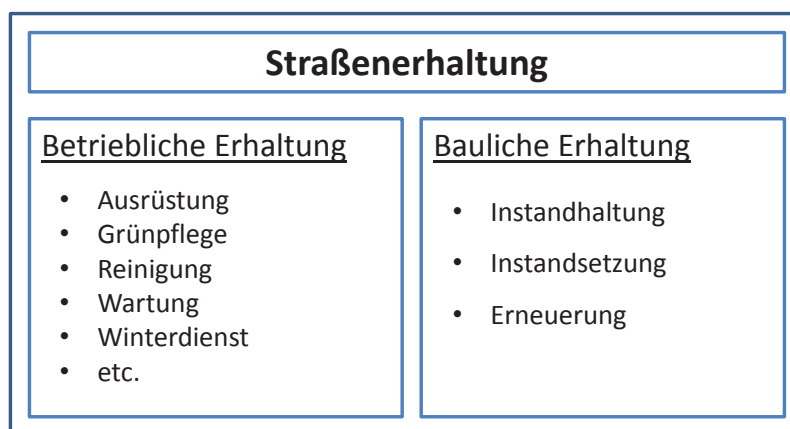 Straßenerhaltung
Betriebliche Erhaltung
• Ausrüstung
• Grünpflege
• Reinigung
• Wartung
• Winterdienst
• etc.
Bauliche Erhaltung
• Instandhaltung
• Instandsetzung
• Erneuerung